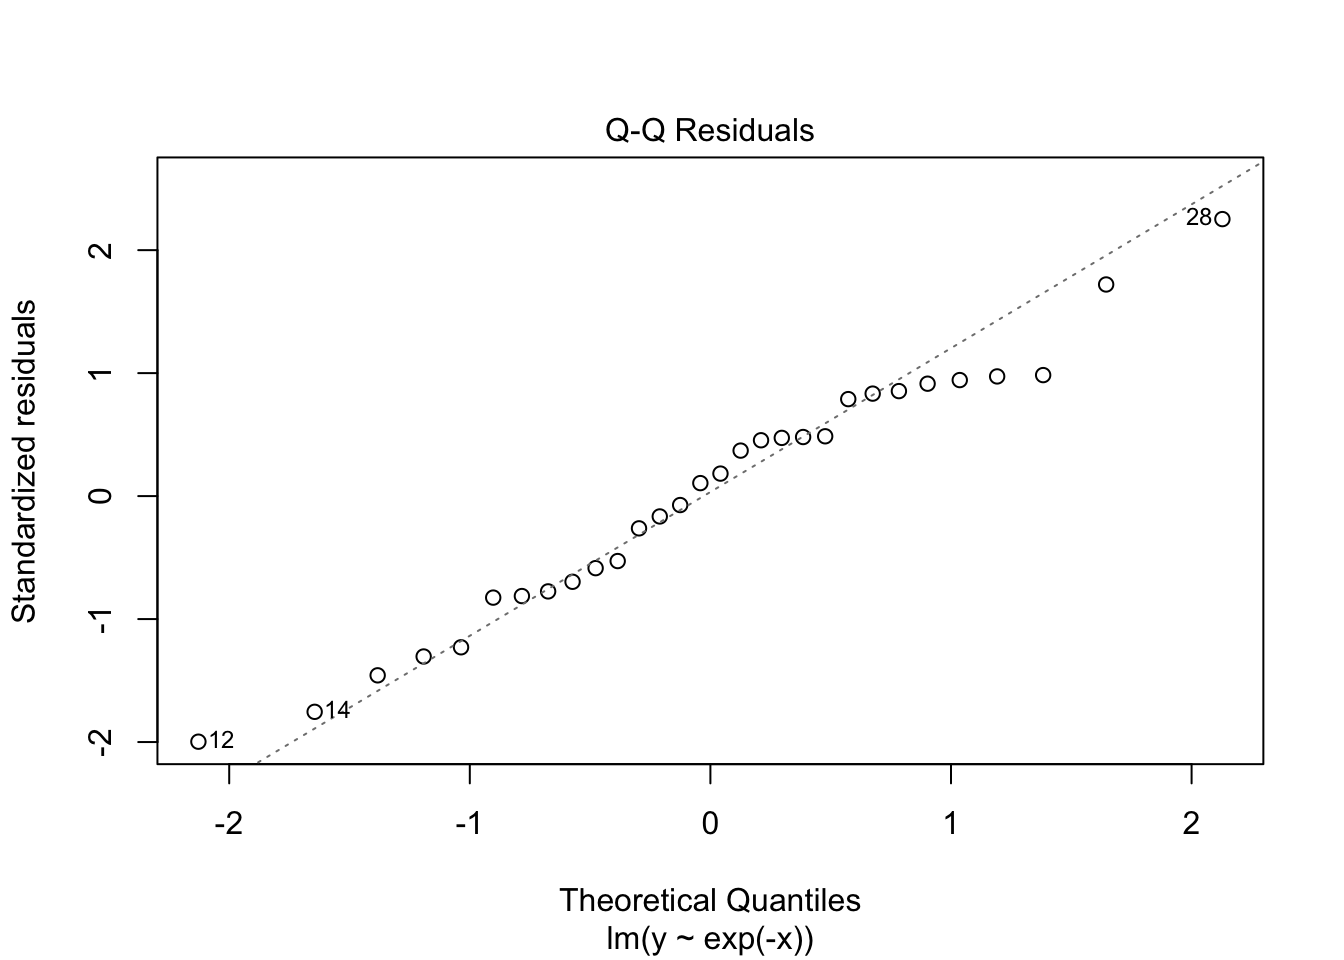 Q-Q Residuals
28
2
1
0
-1
-2
Standardized residuals
14
12
-2 -1 0 1 2
Theoretical Quantiles
lm(y ~ exp(-x))